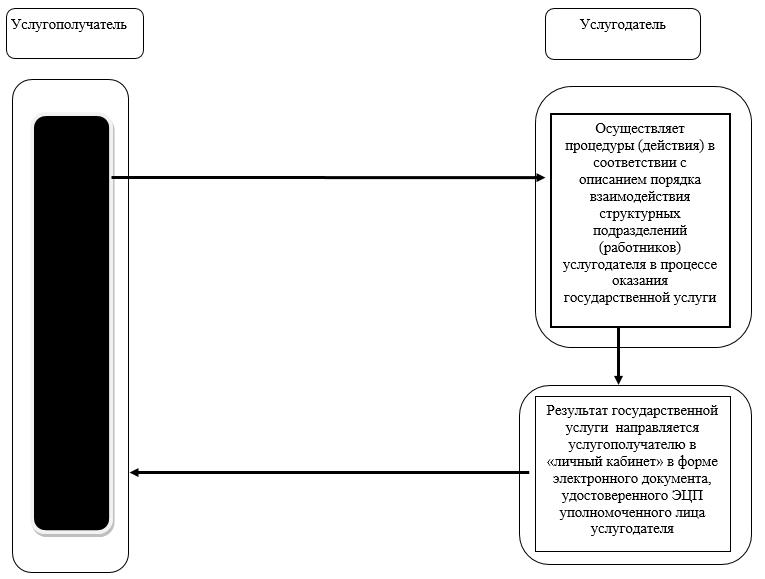 Услугополучатель
Услугодатель
Осуществляет
процедуры (действия) в
соответствии с
описанием порядка
взаимодействия
структурных
подразделений
(работников)
услугодателя в процессе
оказания
государственной услуги
Результат государственной
услуги направляется
услугополучателю в
«личный кабинет» в форме
электронного документа,
удостоверенного ЭЦП
уполномоченного лица
услугодателя